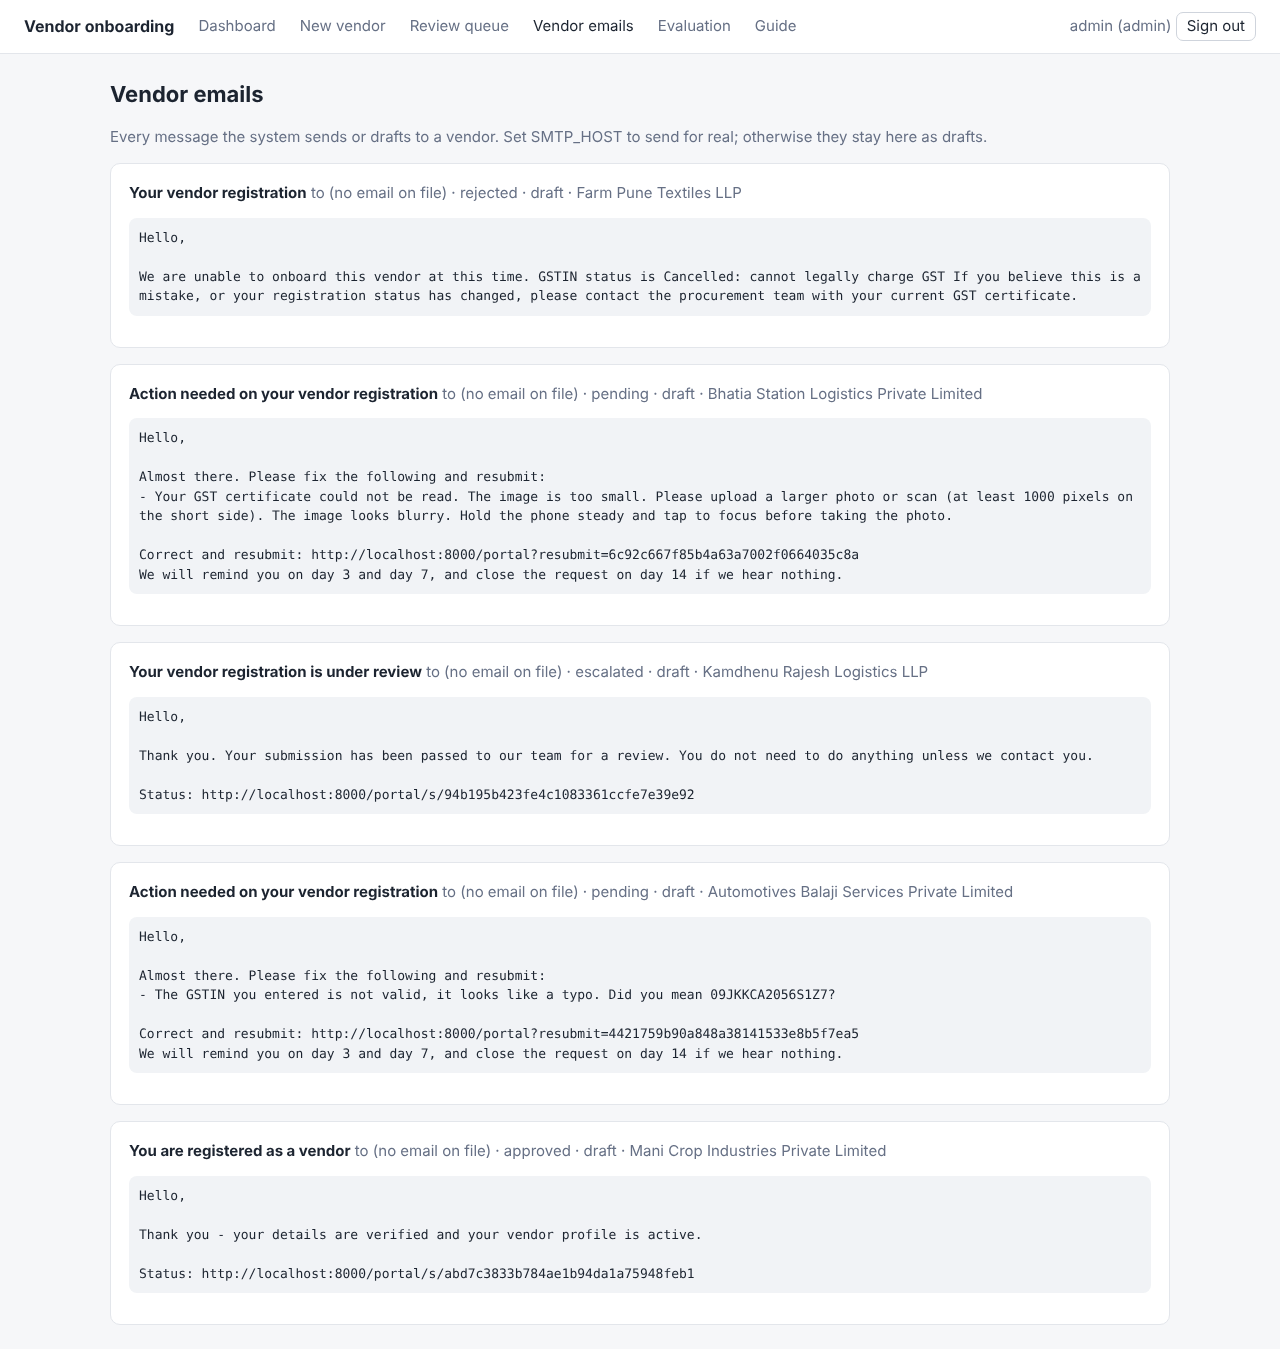 Vendor onboarding Dashboard New vendor Review queue Vendor emails Evaluation Guide admin (admin) Sign out
Vendor emails
Every message the system sends or drafts to a vendor. Set SMTP_HOST to send for real; otherwise they stay here as drafts.
Your vendor registration to (no email on file) · rejected · draft · Farm Pune Textiles LLP
Hello,
We are unable to onboard this vendor at this time. GSTIN status is Cancelled: cannot legally charge GST If you believe this is a
mistake, or your registration status has changed, please contact the procurement team with your current GST certificate.
Action needed on your vendor registration to (no email on file) · pending · draft · Bhatia Station Logistics Private Limited
Hello,
Almost there. Please fix the following and resubmit:
- Your GST certificate could not be read. The image is too small. Please upload a larger photo or scan (at least 1000 pixels on
the short side). The image looks blurry. Hold the phone steady and tap to focus before taking the photo.
Correct and resubmit: http://localhost:8000/portal?resubmit=6c92c667f85b4a63a7002f0664035c8a
We will remind you on day 3 and day 7, and close the request on day 14 if we hear nothing.
Your vendor registration is under review to (no email on file) · escalated · draft · Kamdhenu Rajesh Logistics LLP
Hello,
Thank you. Your submission has been passed to our team for a review. You do not need to do anything unless we contact you.
Status: http://localhost:8000/portal/s/94b195b423fe4c1083361ccfe7e39e92
Action needed on your vendor registration to (no email on file) · pending · draft · Automotives Balaji Services Private Limited
Hello,
Almost there. Please fix the following and resubmit:
- The GSTIN you entered is not valid, it looks like a typo. Did you mean 09JKKCA2056S1Z7?
Correct and resubmit: http://localhost:8000/portal?resubmit=4421759b90a848a38141533e8b5f7ea5
We will remind you on day 3 and day 7, and close the request on day 14 if we hear nothing.
You are registered as a vendor to (no email on file) · approved · draft · Mani Crop Industries Private Limited
Hello,
Thank you - your details are verified and your vendor profile is active.
Status: http://localhost:8000/portal/s/abd7c3833b784ae1b94da1a75948feb1